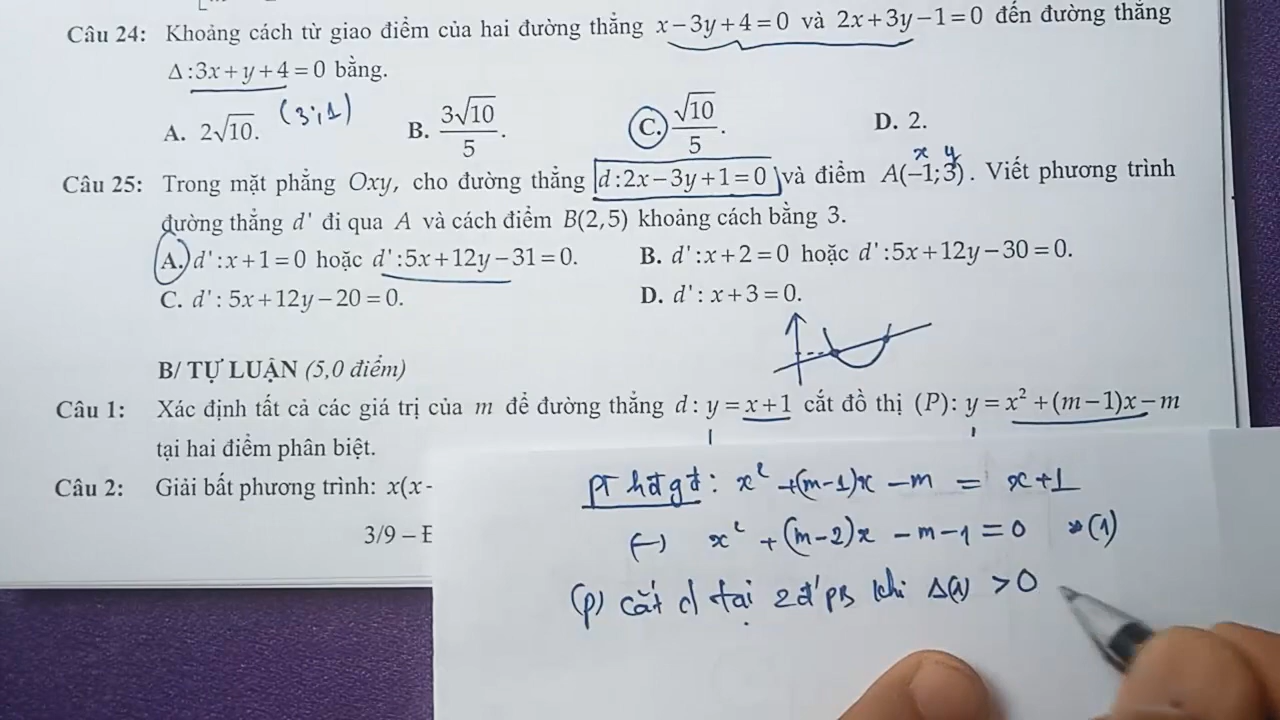 Câu 24: Khoảng cách từ giao điểm của hai đường thẳng x−3y+4=0 và 2x+3y−1=0 đến đường thẳng
Δ:3x+y+4=0 bằng.
(3;1)
A. 2√10. B. 3√10/5. C. √10/5. D. 2.
x y
Câu 25: Trong mặt phẳng Oxy, cho đường thẳng d:2x−3y+1=0 và điểm A(−1;3). Viết phương trình
đường thẳng d' đi qua A và cách điểm B(2,5) khoảng cách bằng 3.
A. d':x+1=0 hoặc d':5x+12y−31=0. B. d':x+2=0 hoặc d':5x+12y−30=0.
C. d': 5x+12y−20=0. D. d': x+3=0.
B/ TỰ LUẬN (5,0 điểm)
Câu 1: Xác định tất cả các giá trị của m để đường thẳng d: y=x+1 cắt đồ thị (P): y=x²+(m−1)x−m
tại hai điểm phân biệt.
Câu 2: Giải bất phương trình: x(x
3/9 –
PT hđgđ: x² +(m-1)x -m = x+1
(-) x² +(m-2)x -m-1=0 (1)
(P) cắt d tại 2đ' pb khi Δ(1) >0